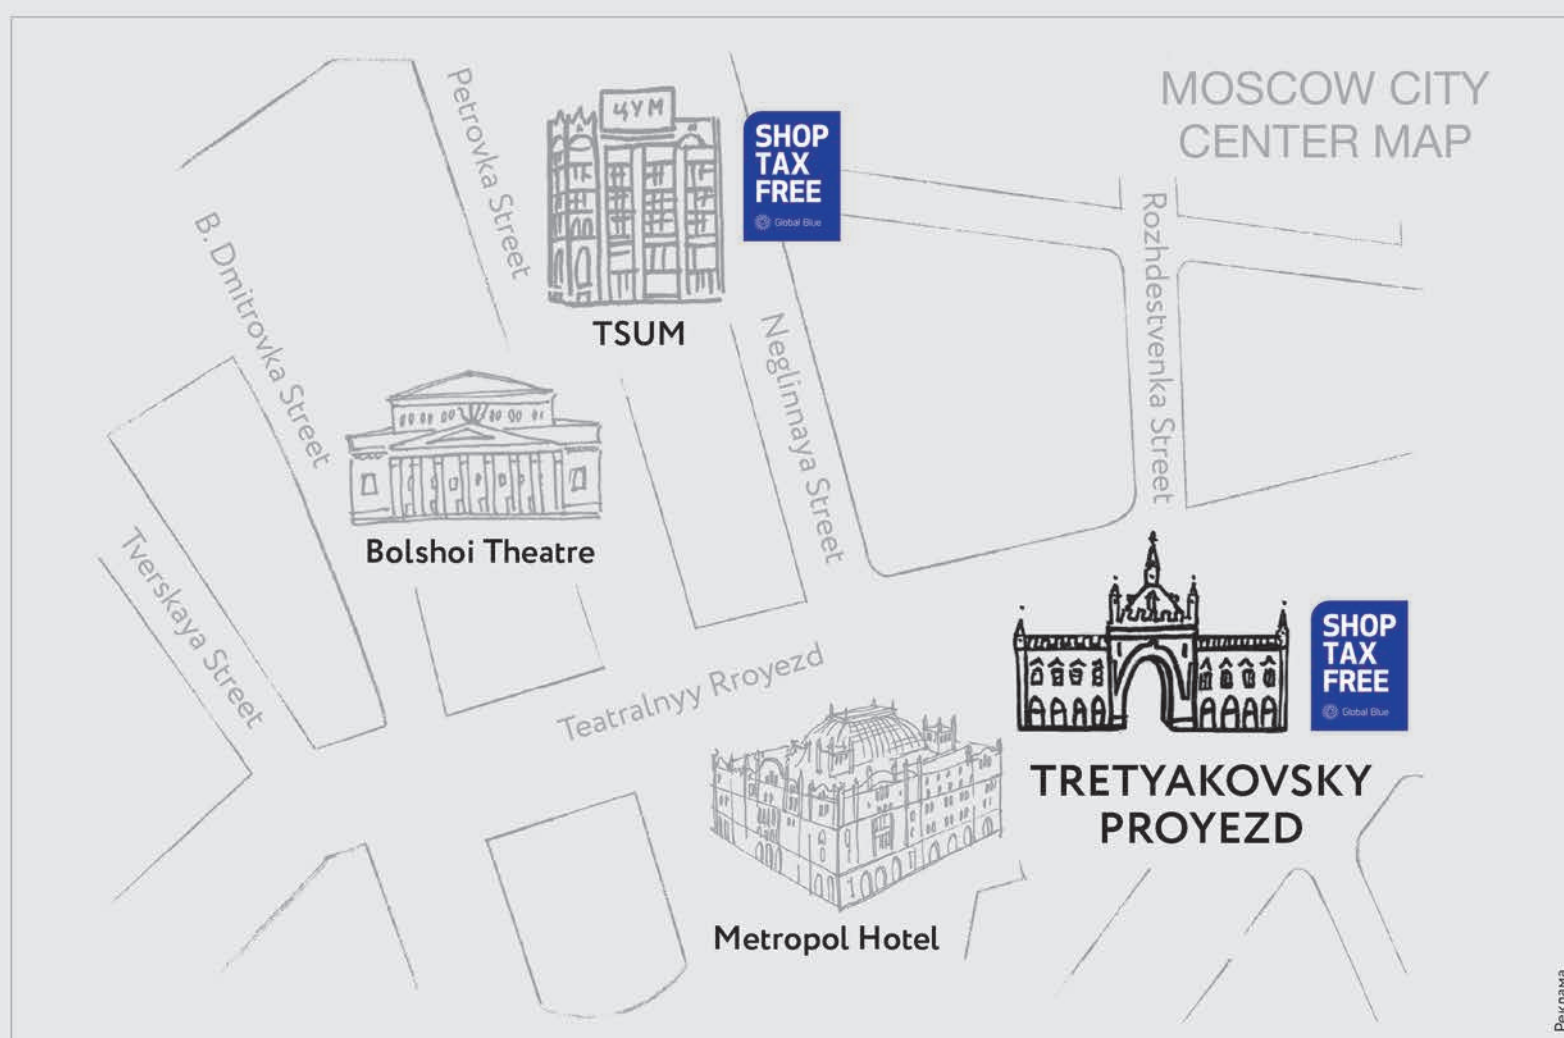 MOSCOW CITY
CENTER MAP
Petrovka Street
ЦУМ
SHOP
TAX
FREE
Global Blue
TSUM
B. Dmitrovka Street
Neglinnaya Street
Rozhdestvenka Street
Bolshoi Theatre
Tverskaya Street
Teatralnyy Rroyezd
SHOP
TAX
FREE
Global Blue
TRETYAKOVSKY
PROYEZD
Metropol Hotel
Реклама